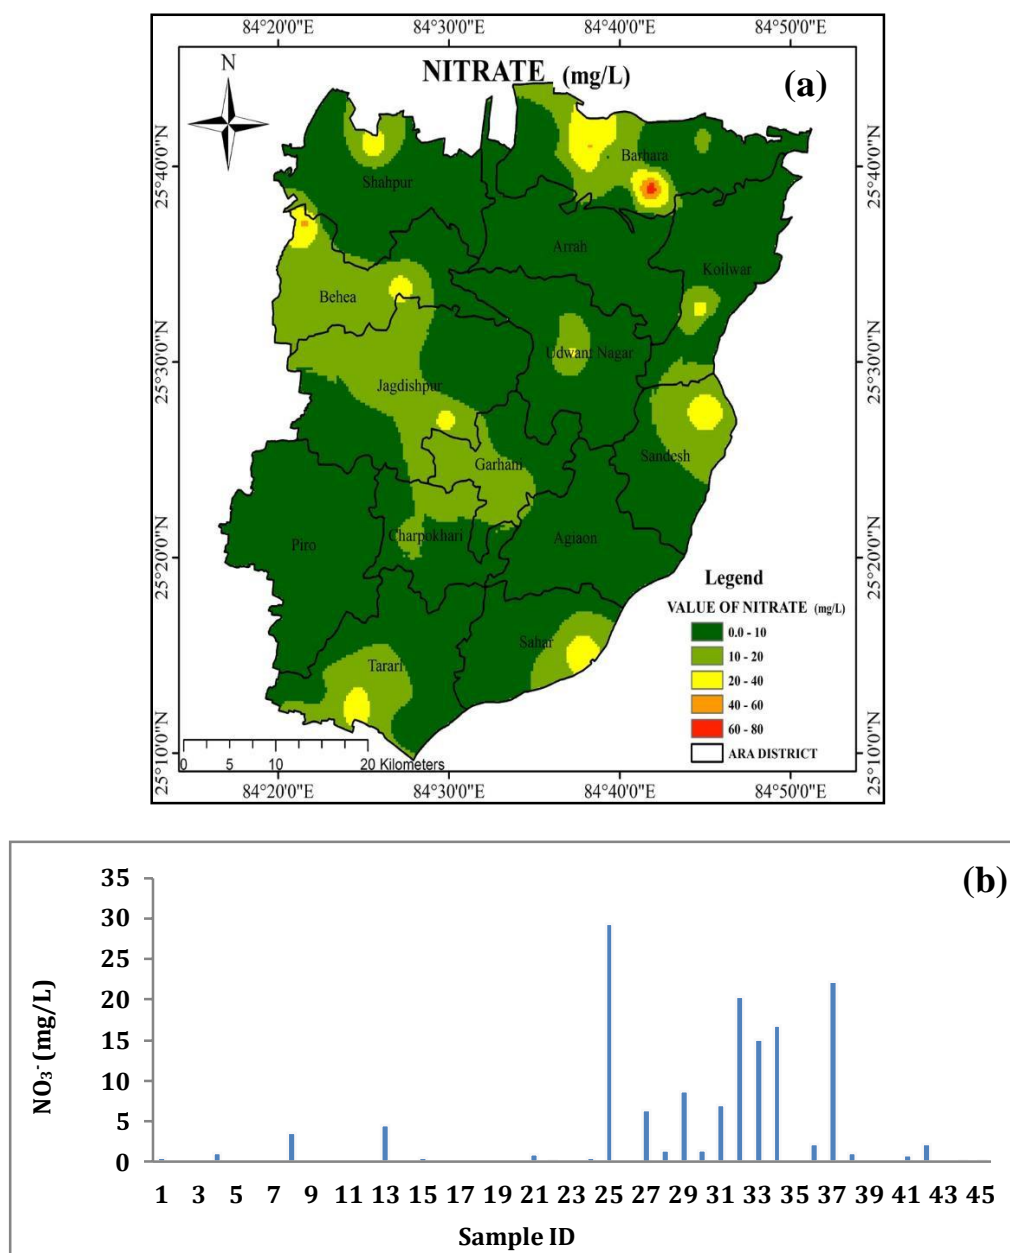 84°20'0"E 84°30'0"E 84°40'0"E 84°50'0"E
N
NITRATE (mg/L)
(a)
25°40'0"N
25°40'0"N
Barhara
Shahpur
Arrah
Koilwar
Behea
25°30'0"N
25°30'0"N
Udwant Nagar
Jagdishpur
Garhani
Sandesh
25°20'0"N
25°20'0"N
Charpokhari
Agiaon
Piro
Sahar
Tarari
Legend
VALUE OF NITRATE (mg/L)
0.0 - 10
10 - 20
20 - 40
40 - 60
60 - 80
ARA DISTRICT
25°10'0"N
25°10'0"N
0 5 10 20 Kilometers
84°20'0"E 84°30'0"E 84°40'0"E 84°50'0"E
(b)
35
30
25
20
15
10
5
0
NO₃⁻ (mg/L)
1 3 5 7 9 11 13 15 17 19 21 23 25 27 29 31 33 35 37 39 41 43 45
Sample ID